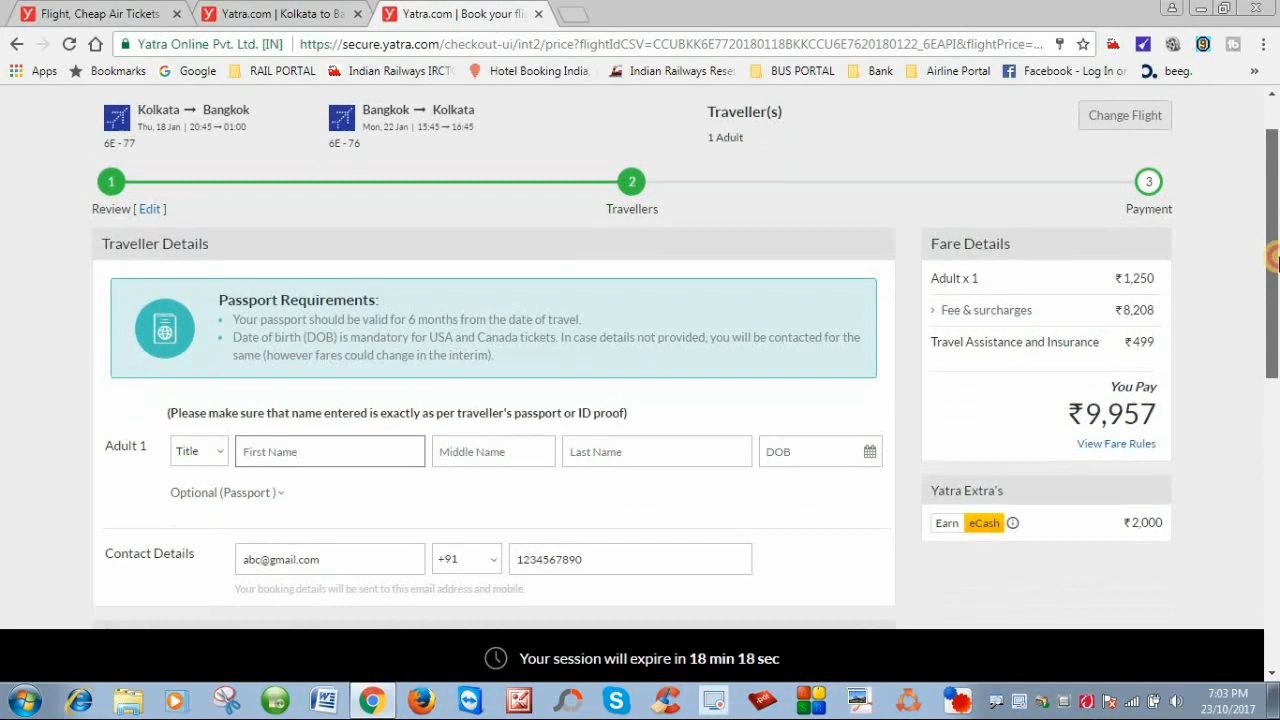 Flight, Cheap Air Tickets
Yatra.com | Kolkata to Ba
Yatra.com | Book your fli
Yatra Online Pvt. Ltd. [IN]
https://secure.yatra.com/checkout-ui/int2/price?flightIdCSV=CCUBKK6E7720180118BKKCCU6E7620180122_6EAPI&flightPrice=...
Apps
Bookmarks
Google
RAIL PORTAL
Indian Railways IRCT
Hotel Booking India,
Indian Railways Rese
BUS PORTAL
Bank
Airline Portal
Facebook - Log In or
beeg.
»
Kolkata → Bangkok
Thu, 18 Jan | 20:45 → 01:00
6E - 77
Bangkok → Kolkata
Mon, 22 Jan | 15:45 → 16:45
6E - 76
Traveller(s)
1 Adult
Change Flight
1
2
3
Review [ Edit ]
Travellers
Payment
Traveller Details
Passport Requirements:
Your passport should be valid for 6 months from the date of travel.
Date of birth (DOB) is mandatory for USA and Canada tickets. In case details not provided, you will be contacted for the
same (however fares could change in the interim).
(Please make sure that name entered is exactly as per traveller's passport or ID proof)
Adult 1
Title
First Name
Middle Name
Last Name
DOB
Optional (Passport )
Contact Details
abc@gmail.com
+91
1234567890
Your booking details will be sent to this email address and mobile.
Fare Details
Adult x 1 ₹1,250
Fee & surcharges ₹8,208
Travel Assistance and Insurance ₹499
You Pay
₹9,957
View Fare Rules
Yatra Extra's
Earn eCash ₹2,000
Your session will expire in 18 min 18 sec
7:03 PM
23/10/2017